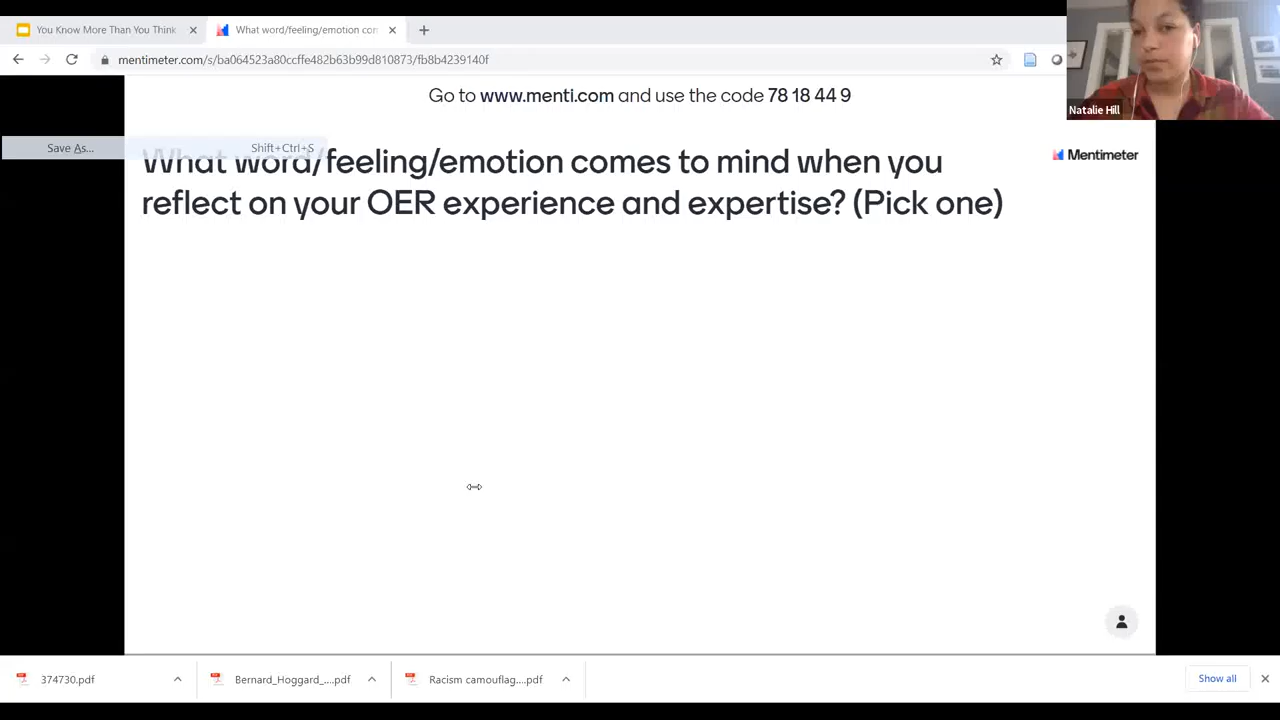 You Know More Than You Think
What word/feeling/emotion con
mentimeter.com/s/ba064523a80ccffe482b63b99d810873/fb8b4239140f
Natalie Hill
Go to www.menti.com and use the code 78 18 44 9
Save As...
Shift+Ctrl+S
Mentimeter
What word/feeling/emotion comes to mind when you
reflect on your OER experience and expertise? (Pick one)
374730.pdf
Bernard_Hoggard_....pdf
Racism camouflag....pdf
Show all